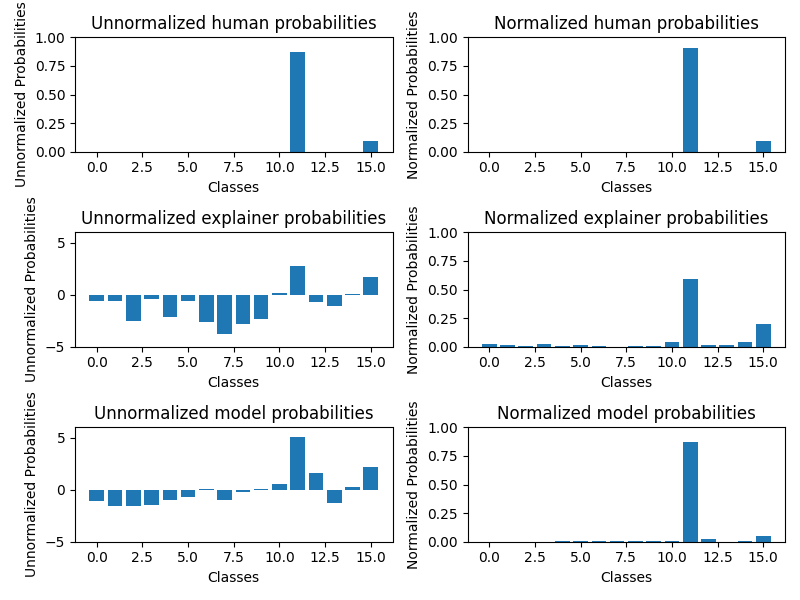 Unnormalized human probabilities
Unnormalized Probabilities
1.00
0.75
0.50
0.25
0.00
0.0 2.5 5.0 7.5 10.0 12.5 15.0
Classes
Normalized human probabilities
Normalized Probabilities
1.00
0.75
0.50
0.25
0.00
0.0 2.5 5.0 7.5 10.0 12.5 15.0
Classes
Unnormalized explainer probabilities
Unnormalized Probabilities
5
0
−5
0.0 2.5 5.0 7.5 10.0 12.5 15.0
Classes
Normalized explainer probabilities
Normalized Probabilities
1.00
0.75
0.50
0.25
0.00
0.0 2.5 5.0 7.5 10.0 12.5 15.0
Classes
Unnormalized model probabilities
Unnormalized Probabilities
5
0
−5
0.0 2.5 5.0 7.5 10.0 12.5 15.0
Classes
Normalized model probabilities
Normalized Probabilities
1.00
0.75
0.50
0.25
0.00
0.0 2.5 5.0 7.5 10.0 12.5 15.0
Classes